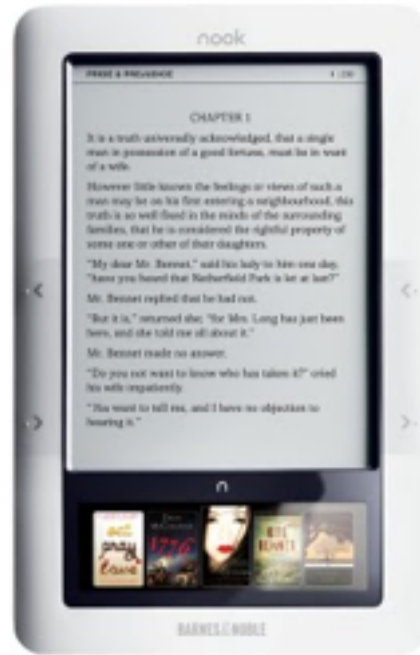 nook
PRIDE & PREJUDICE
CHAPTER 1
It is a truth universally acknowledged, that a single
man in possession of a good fortune, must be in want
of a wife.
However little known the feelings or views of such a
man may be on his first entering a neighbourhood, this
truth is so well fixed in the minds of the surrounding
families, that he is considered the rightful property of
some one or other of their daughters.
"My dear Mr. Bennet," said his lady to him one day,
"have you heard that Netherfield Park is let at last?"
Mr. Bennet replied that he had not.
"But it is," returned she; "for Mrs. Long has just been
here, and she told me all about it."
Mr. Bennet made no answer.
"Do you not want to know who has taken it?" cried
his wife impatiently.
"You want to tell me, and I have no objection to
hearing it."
eat
pray
love
1776
BARNES & NOBLE